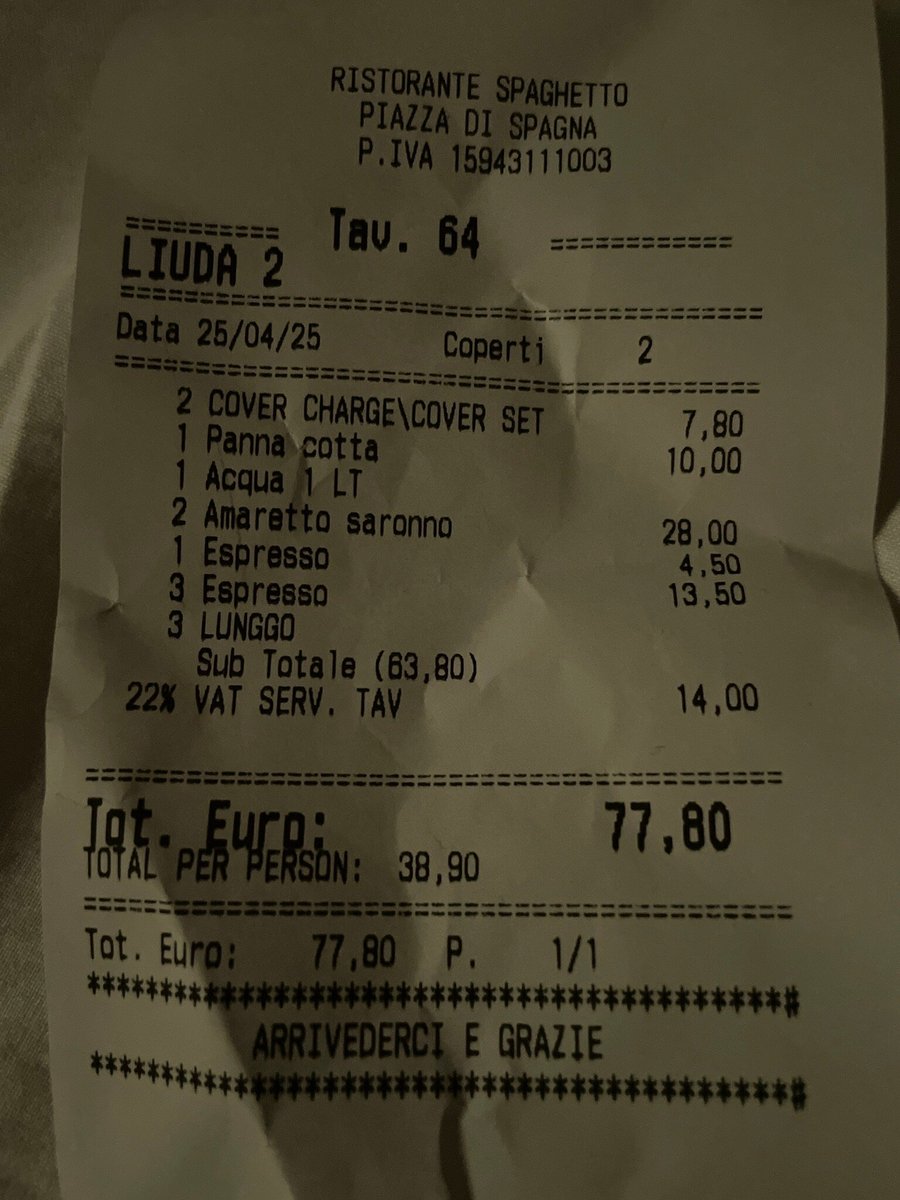 RISTORANTE SPAGHETTO
PIAZZA DI SPAGNA
P.IVA 15943111003
=========== Tav. 64 ============
LIUDA 2
Data 25/04/25 Coperti 2
2 COVER CHARGE\COVER SET 7,80
1 Panna cotta 10,00
1 Acqua 1 LT
2 Amaretto saronno 28,00
1 Espresso 4,50
3 Espresso 13,50
3 LUNGGO
Sub Totale (63,80)
22% VAT SERV. TAV 14,00
Tot. Euro: 77,80
TOTAL PER PERSON: 38,90
Tot. Euro: 77,80 P. 1/1
ARRIVEDERCI E GRAZIE